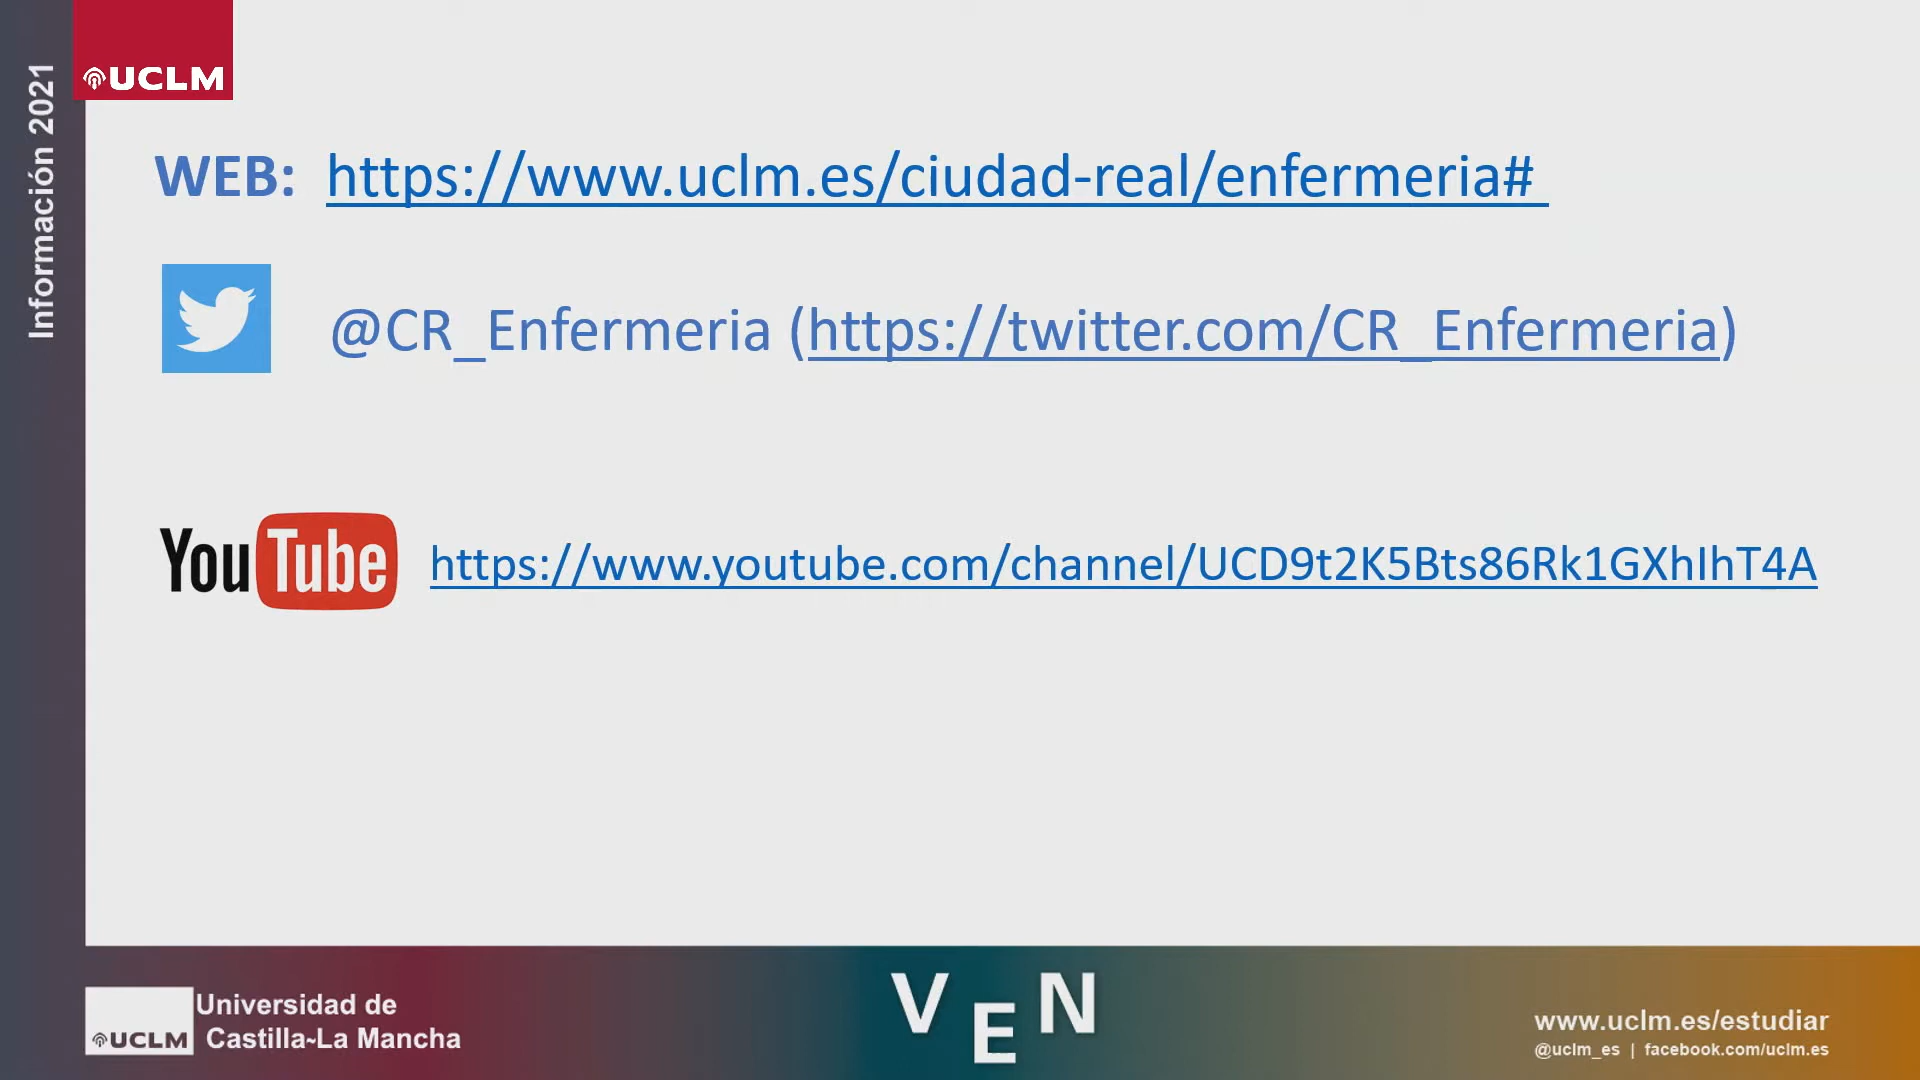 UCLM
Información 2021
WEB: https://www.uclm.es/ciudad-real/enfermeria#
@CR_Enfermeria (https://twitter.com/CR_Enfermeria)
YouTube https://www.youtube.com/channel/UCD9t2K5Bts86Rk1GXhIhT4A
UCLM
Universidad de
Castilla~La Mancha
VEN
www.uclm.es/estudiar
@uclm_es | facebook.com/uclm.es